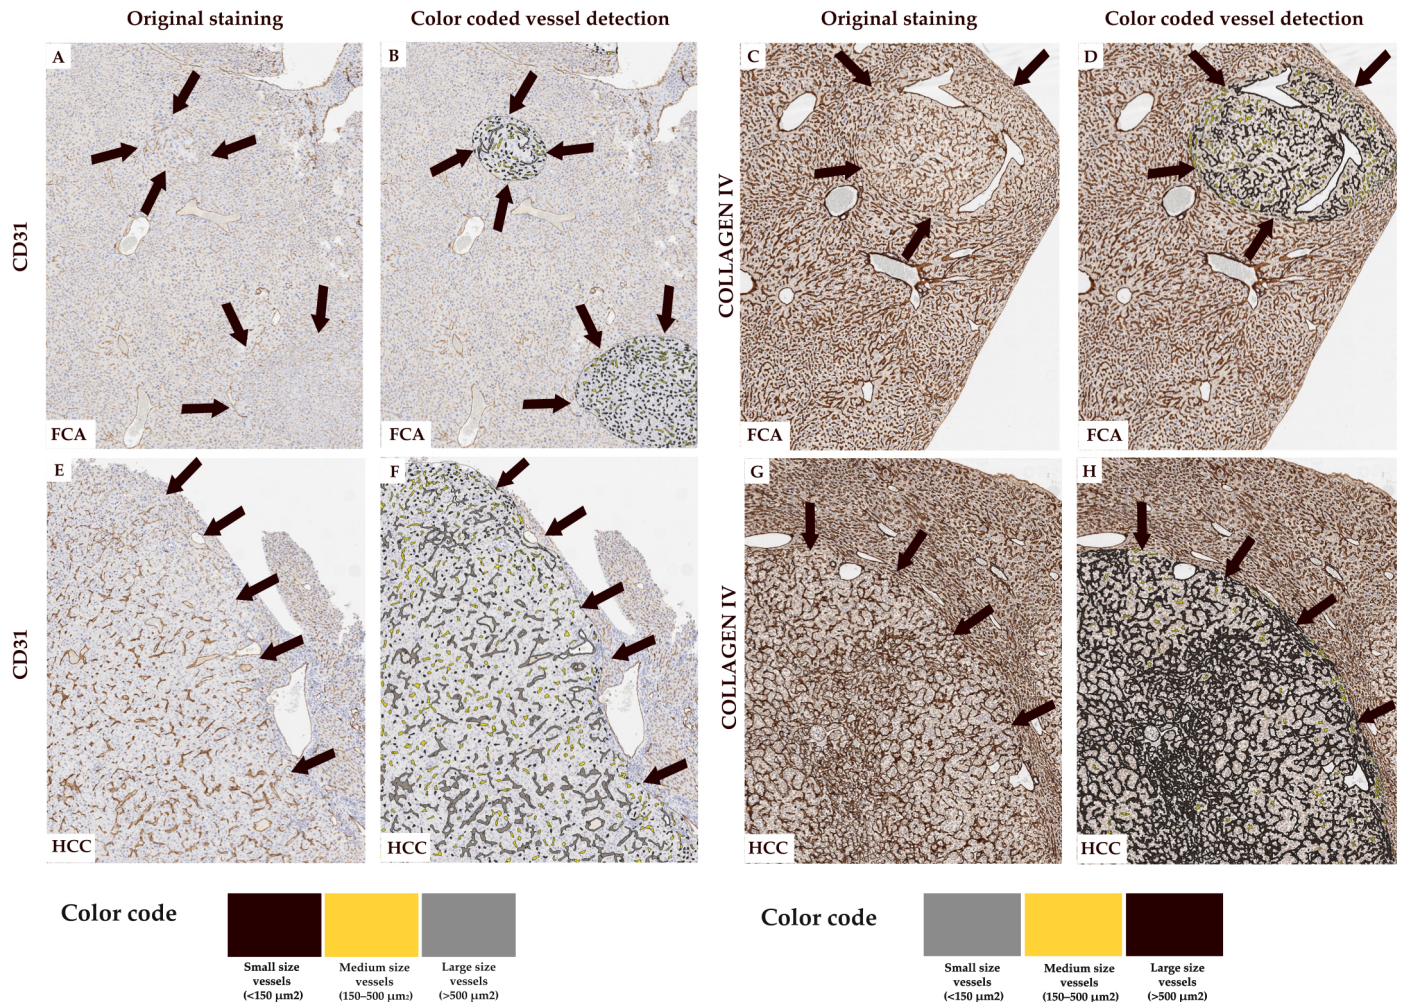 Original staining
Color coded vessel detection
Original staining
Color coded vessel detection
CD31
A
FCA
B
FCA
COLLAGEN IV
C
FCA
D
FCA
CD31
E
HCC
F
HCC
COLLAGEN IV
G
HCC
H
HCC
Color code
Small size
vessels
(<150 µm2)
Medium size
vessels
(150–500 µm2)
Large size
vessels
(>500 µm2)
Color code
Small size
vessels
(<150 µm2)
Medium size
vessels
(150–500 µm2)
Large size
vessels
(>500 µm2)